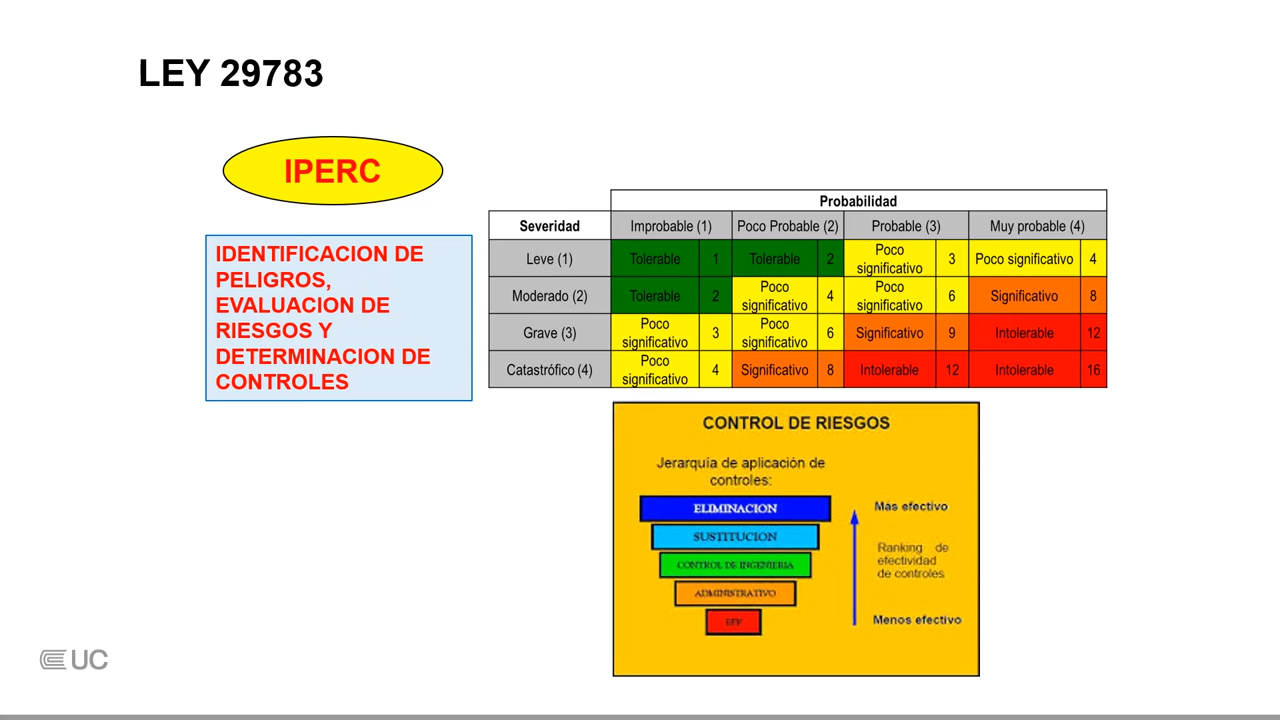 LEY 29783
IPERC
IDENTIFICACION DE
PELIGROS,
EVALUACION DE
RIESGOS Y
DETERMINACION DE
CONTROLES
Probabilidad
Severidad Improbable (1) Poco Probable (2) Probable (3) Muy probable (4)
Leve (1) Tolerable 1 Tolerable 2 Poco significativo 3 Poco significativo 4
Moderado (2) Tolerable 2 Poco significativo 4 Poco significativo 6 Significativo 8
Grave (3) Poco significativo 3 Poco significativo 6 Significativo 9 Intolerable 12
Catastrófico (4) Poco significativo 4 Significativo 8 Intolerable 12 Intolerable 16
CONTROL DE RIESGOS
Jerarquía de aplicación de
controles:
ELIMINACION
SUSTITUCION
CONTROL DE INGENIERIA
ADMINISTRATIVO
EPP
Más efectivo
Ranking de
efectividad
de controles
Menos efectivo
UC